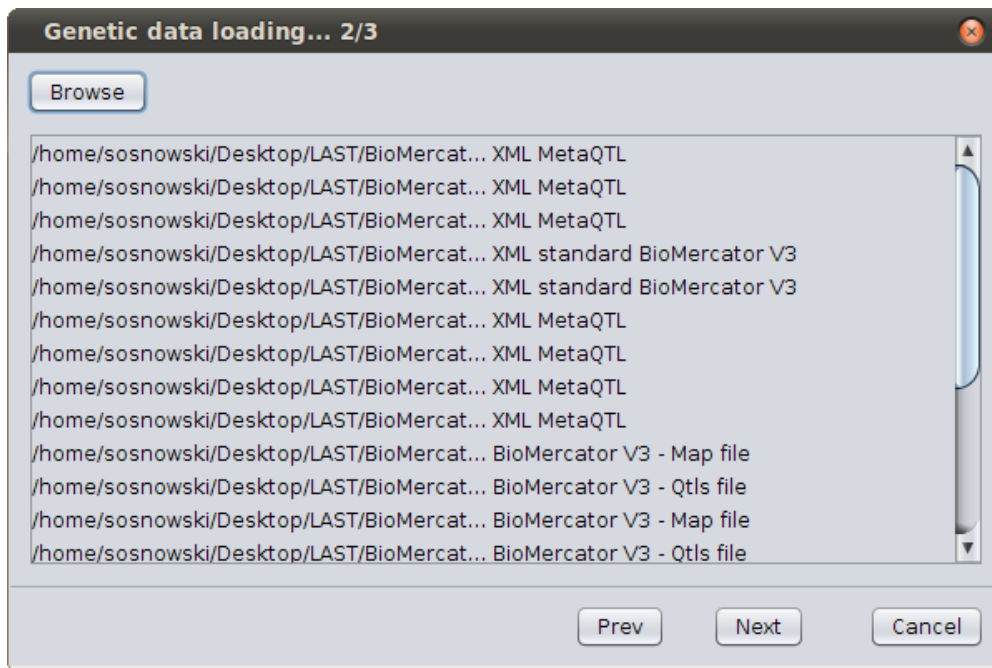 Genetic data loading... 2/3
Browse
/home/sosnowski/Desktop/LAST/BioMercat... XML MetaQTL
/home/sosnowski/Desktop/LAST/BioMercat... XML MetaQTL
/home/sosnowski/Desktop/LAST/BioMercat... XML MetaQTL
/home/sosnowski/Desktop/LAST/BioMercat... XML standard BioMercator V3
/home/sosnowski/Desktop/LAST/BioMercat... XML standard BioMercator V3
/home/sosnowski/Desktop/LAST/BioMercat... XML MetaQTL
/home/sosnowski/Desktop/LAST/BioMercat... XML MetaQTL
/home/sosnowski/Desktop/LAST/BioMercat... XML MetaQTL
/home/sosnowski/Desktop/LAST/BioMercat... XML MetaQTL
/home/sosnowski/Desktop/LAST/BioMercat... BioMercator V3 - Map file
/home/sosnowski/Desktop/LAST/BioMercat... BioMercator V3 - Qtls file
/home/sosnowski/Desktop/LAST/BioMercat... BioMercator V3 - Map file
/home/sosnowski/Desktop/LAST/BioMercat... BioMercator V3 - Qtls file
Prev Next Cancel